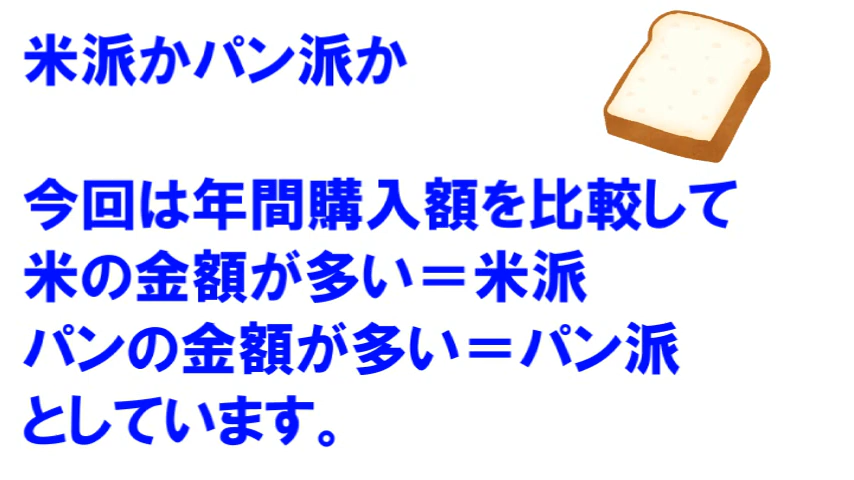 米派かパン派か
今回は年間購入額を比較して
米の金額が多い＝米派
パンの金額が多い＝パン派
としています。